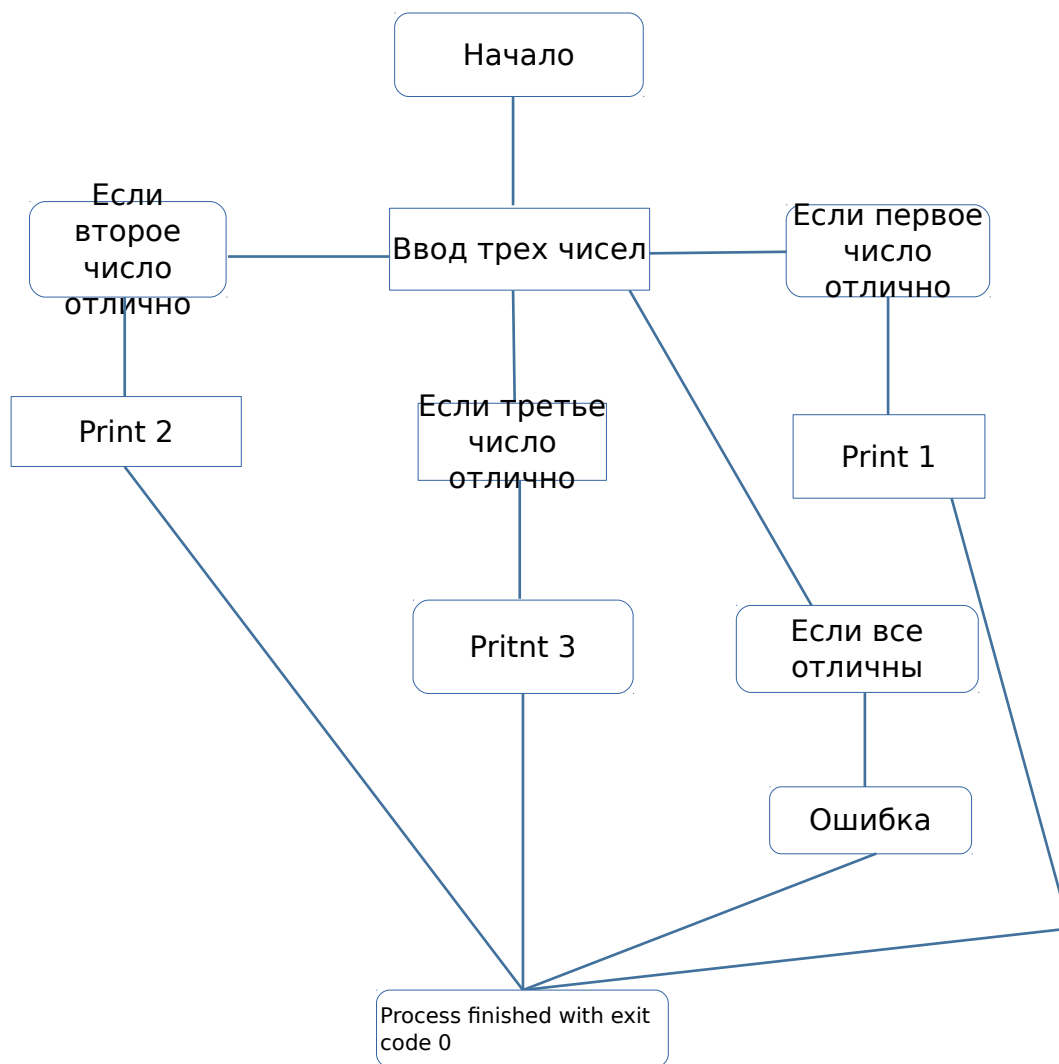 Начало
Если
второе
число
отлично
Ввод трех чисел
Если первое
число
отлично
Print 2
Если третье
число
отлично
Print 1
Pritnt 3
Если все
отличны
Ошибка
Process finished with exit
code 0